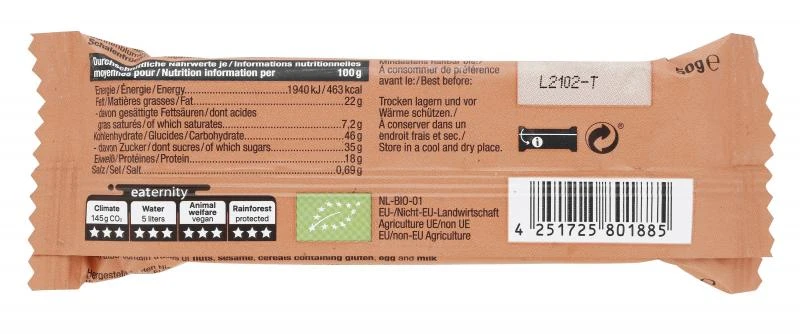 Durchschnittliche Nährwerte je / Informations nutritionnelles
moyennes pour / Nutrition information per 100 g
Energie / Énergie / Energy 1940 kJ / 463 kcal
Fett / Matières grasses / Fat 22 g
- davon gesättigte Fettsäuren / dont acides
gras saturés / of which saturates 7,2 g
Kohlenhydrate / Glucides / Carbohydrate 46 g
- davon Zucker / dont sucres / of which sugars 35 g
Eiweiß / Protéines / Protein 18 g
Salz / Sel / Salt 0,69 g
eaternity
Climate
145g CO₂
Water
5 liters
Animal
welfare
vegan
Rainforest
protected
À consommer de préférence
avant le: / Best before:
L2102-T
50g e
Trocken lagern und vor
Wärme schützen. /
À conserver dans un
endroit frais et sec. /
Store in a cool and dry place.
NL-BIO-01
EU-/Nicht-EU-Landwirtschaft
Agriculture UE/non UE
EU/non-EU Agriculture
4 251725 801885
nuts, sesame, cereals containing gluten, egg and milk